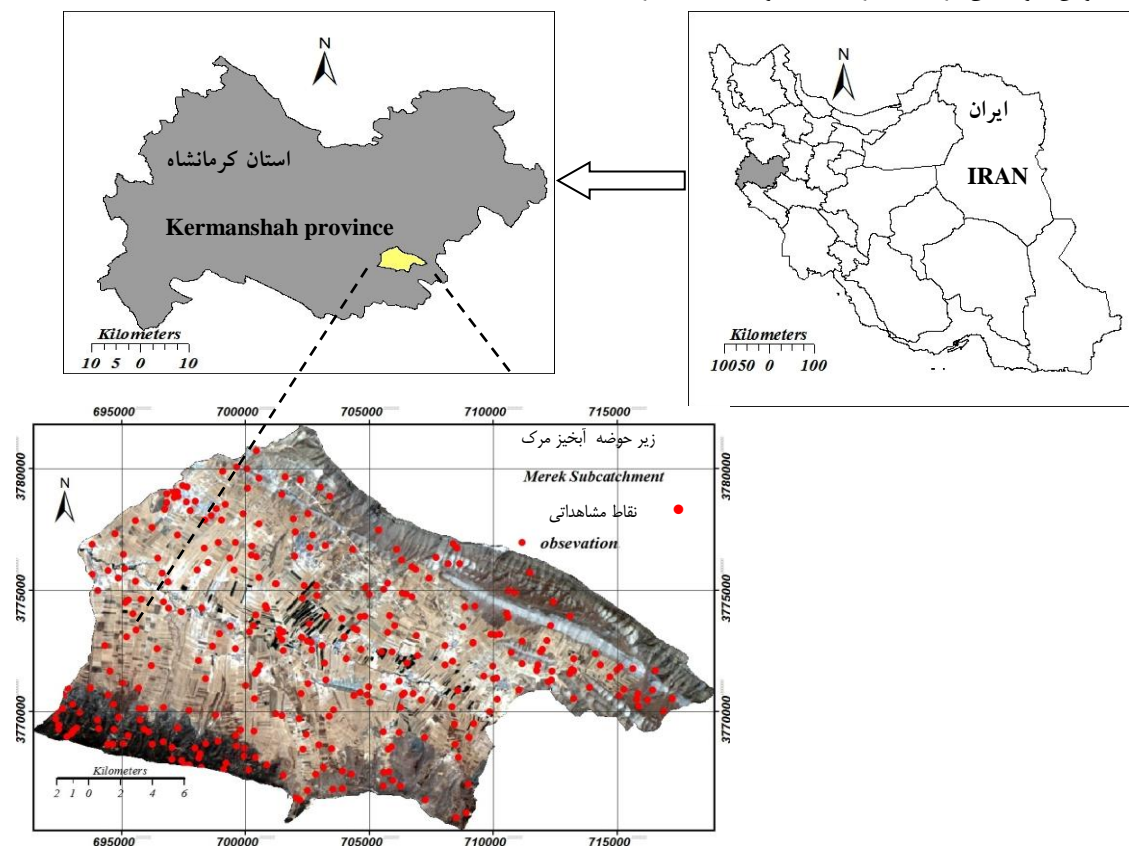 N
استان کرمانشاه
Kermanshah province
Kilometers
10 5 0 10
N
ایران
IRAN
Kilometers
10050 0 100
695000 700000 705000 710000 715000
3780000
3775000
3770000
N
زیر حوضه آبخیز مرک
Merek Subcatchment
نقاط مشاهداتی
obsevation
3780000
3775000
3770000
Kilometers
2 1 0 2 4 6
695000 700000 705000 710000 715000